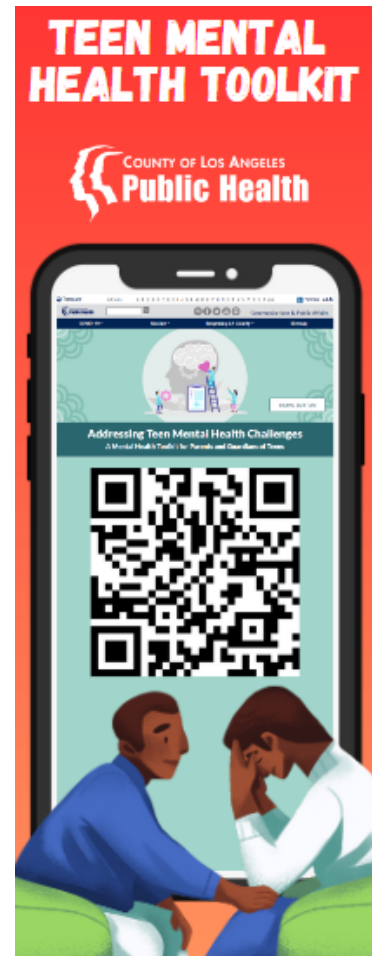 TEEN MENTAL
HEALTH TOOLKIT
COUNTY OF LOS ANGELES
Public Health
Addressing Teen Mental Health Challenges
A Mental Health Toolkit for Parents and Guardians of Teens